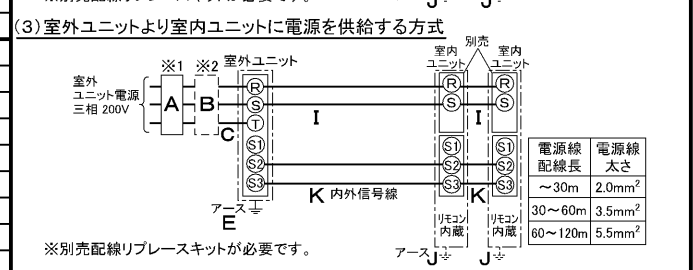 (3)室外ユニットより室内ユニットに電源を供給する方式
別売
※1 ※2 室外ユニット
室内
ユニット
室内
ユニット
室外
ユニット電源
三相 200V
A B C
R S T S1 S2 S3
I
R S S1 S2 S3
I
R S S1 S2 S3
K 内外信号線
K
アース
E
リモコン
内蔵
リモコン
内蔵
アース J J
電源線
配線長
電源線
太さ
~30m 2.0mm²
30~60m 3.5mm²
60~120m 5.5mm²
※別売配線リプレースキットが必要です。